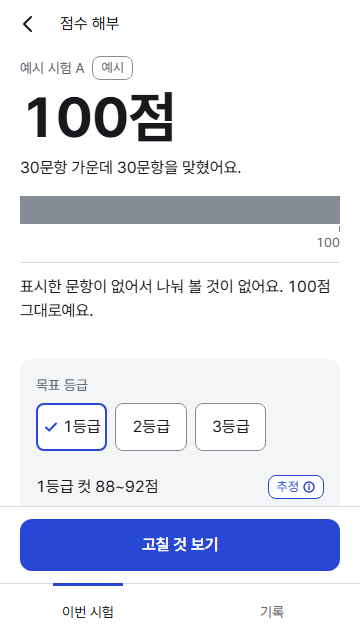 점수 해부
예시 시험 A 예시
100점
30문항 가운데 30문항을 맞혔어요.
100
표시한 문항이 없어서 나눠 볼 것이 없어요. 100점
그대로예요.
목표 등급
1등급 2등급 3등급
1등급 컷 88~92점 추정
고칠 것 보기
이번 시험 기록